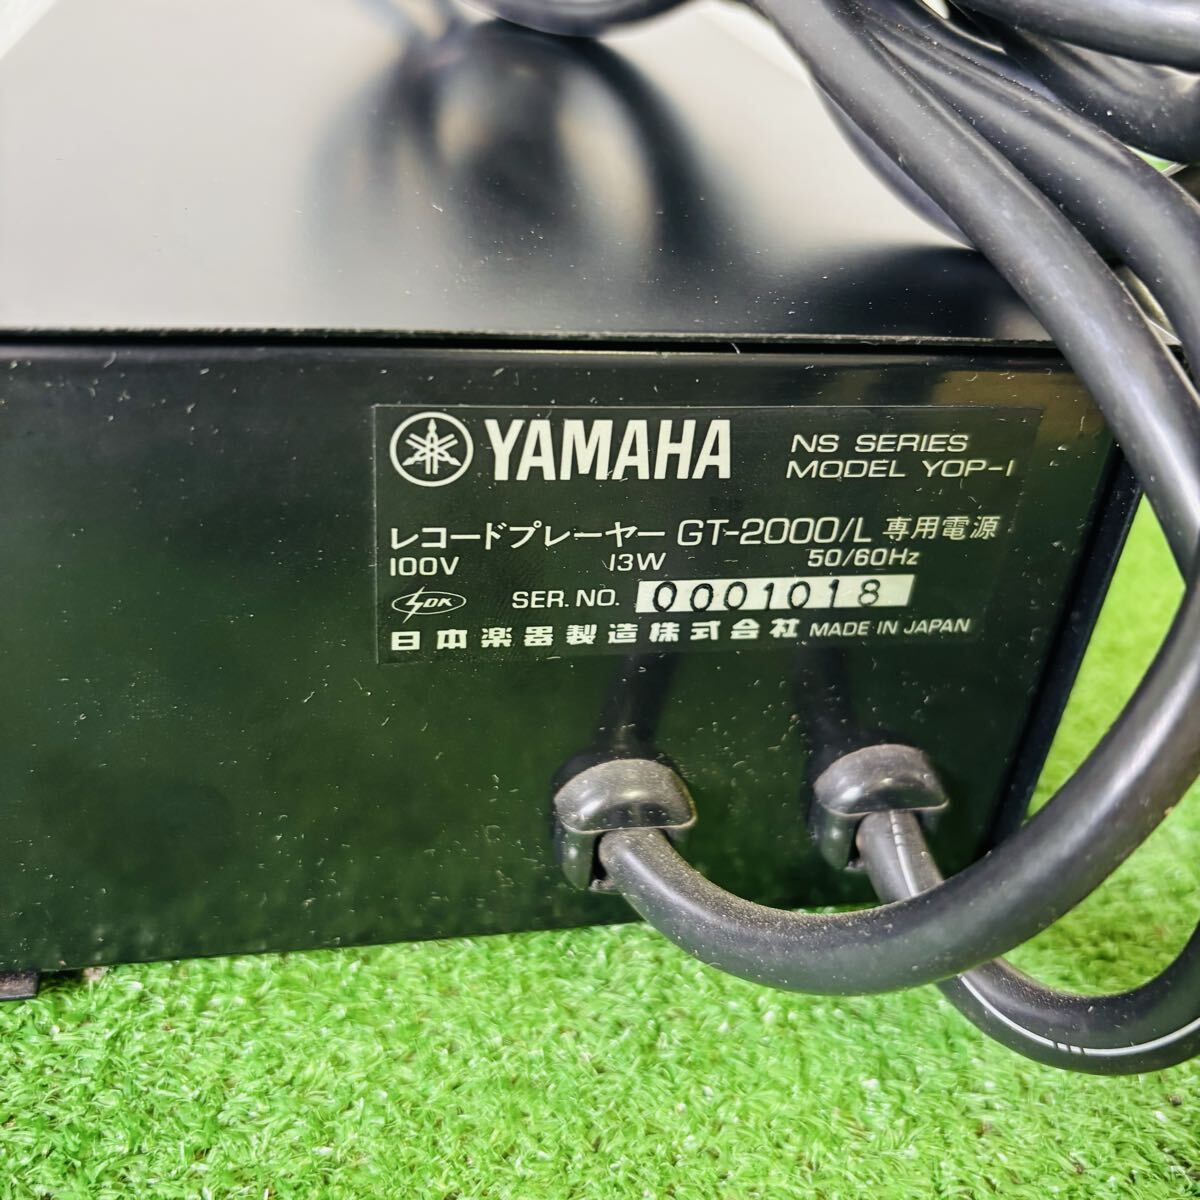 YAMAHA NS SERIES
MODEL YOP-1
レコードプレーヤー GT-2000/L 専用電源
100V 13W 50/60Hz
SDK SER. NO. 0001018
日本楽器製造株式会社 MADE IN JAPAN